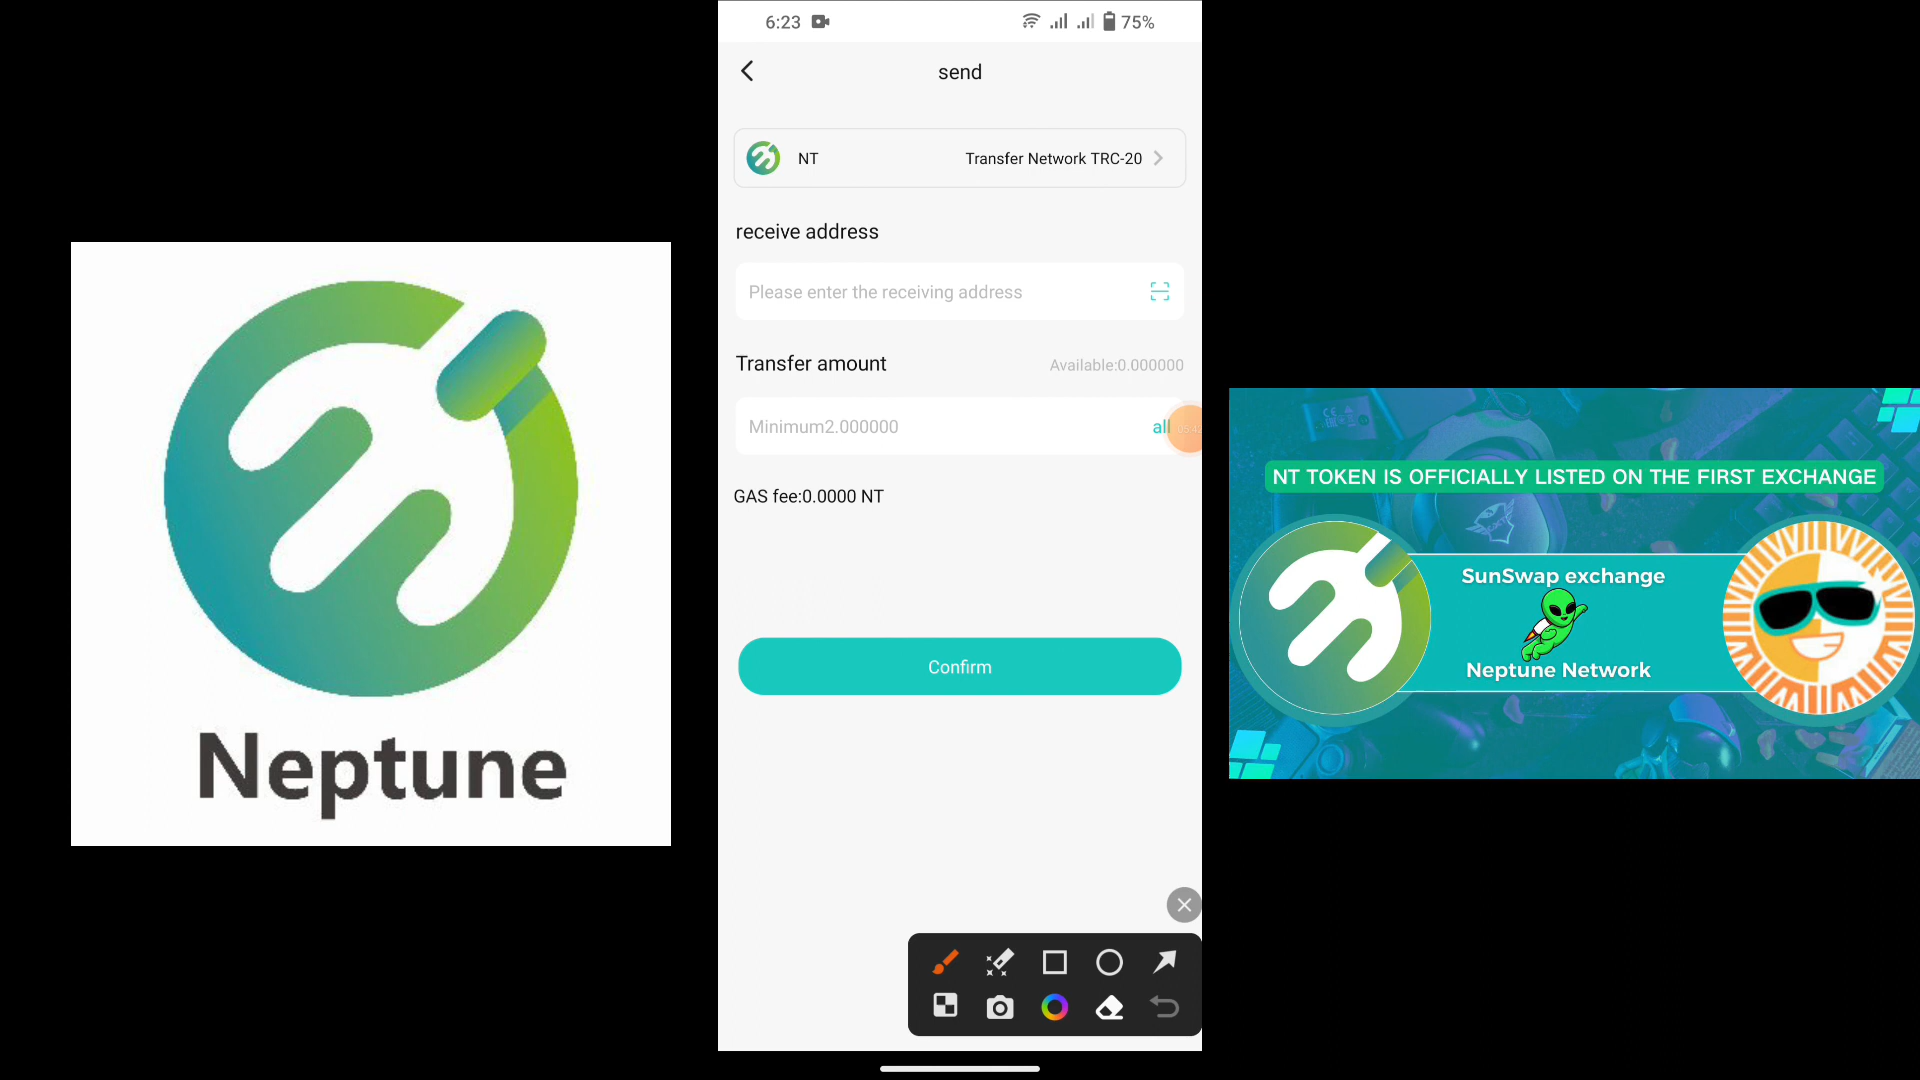 Neptune
6:23
75%
send
NT
Transfer Network TRC-20
receive address
Please enter the receiving address
Transfer amount
Available:0.000000
Minimum2.000000
all
GAS fee:0.0000 NT
Confirm
NT TOKEN IS OFFICIALLY LISTED ON THE FIRST EXCHANGE
SunSwap exchange
Neptune Network